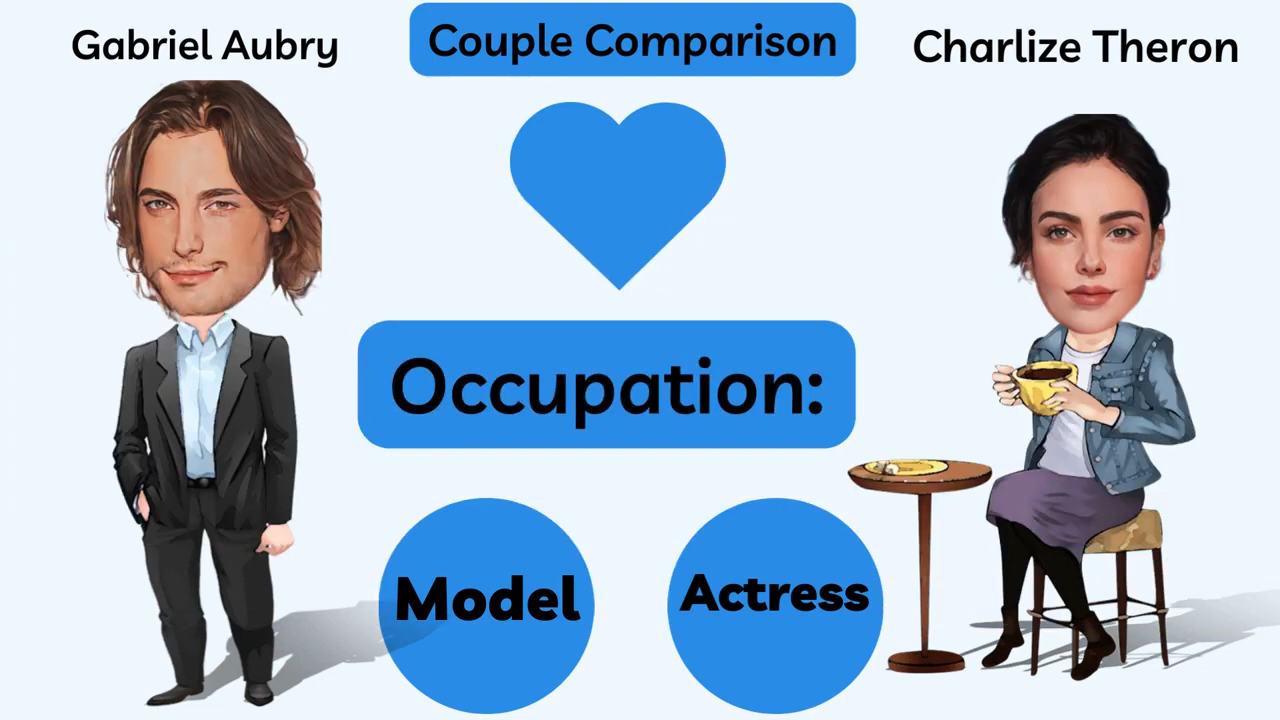 Gabriel Aubry
Couple Comparison
Charlize Theron
Occupation:
Model
Actress